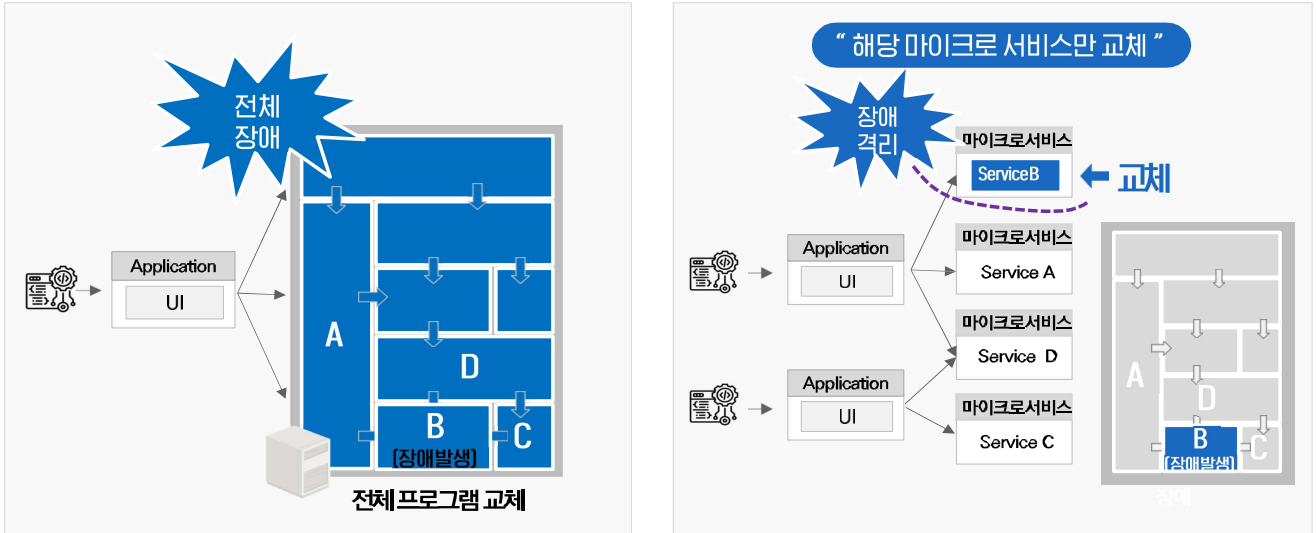 전체
장애
Application
UI
A
D
B
C
[장애발생]
전체 프로그램 교체
“ 해당 마이크로 서비스만 교체 ”
장애
격리
마이크로서비스
ServiceB
교체
마이크로서비스
Service A
Application
UI
마이크로서비스
Service D
Application
UI
마이크로서비스
Service C
A
D
B
C
[장애발생]
장애